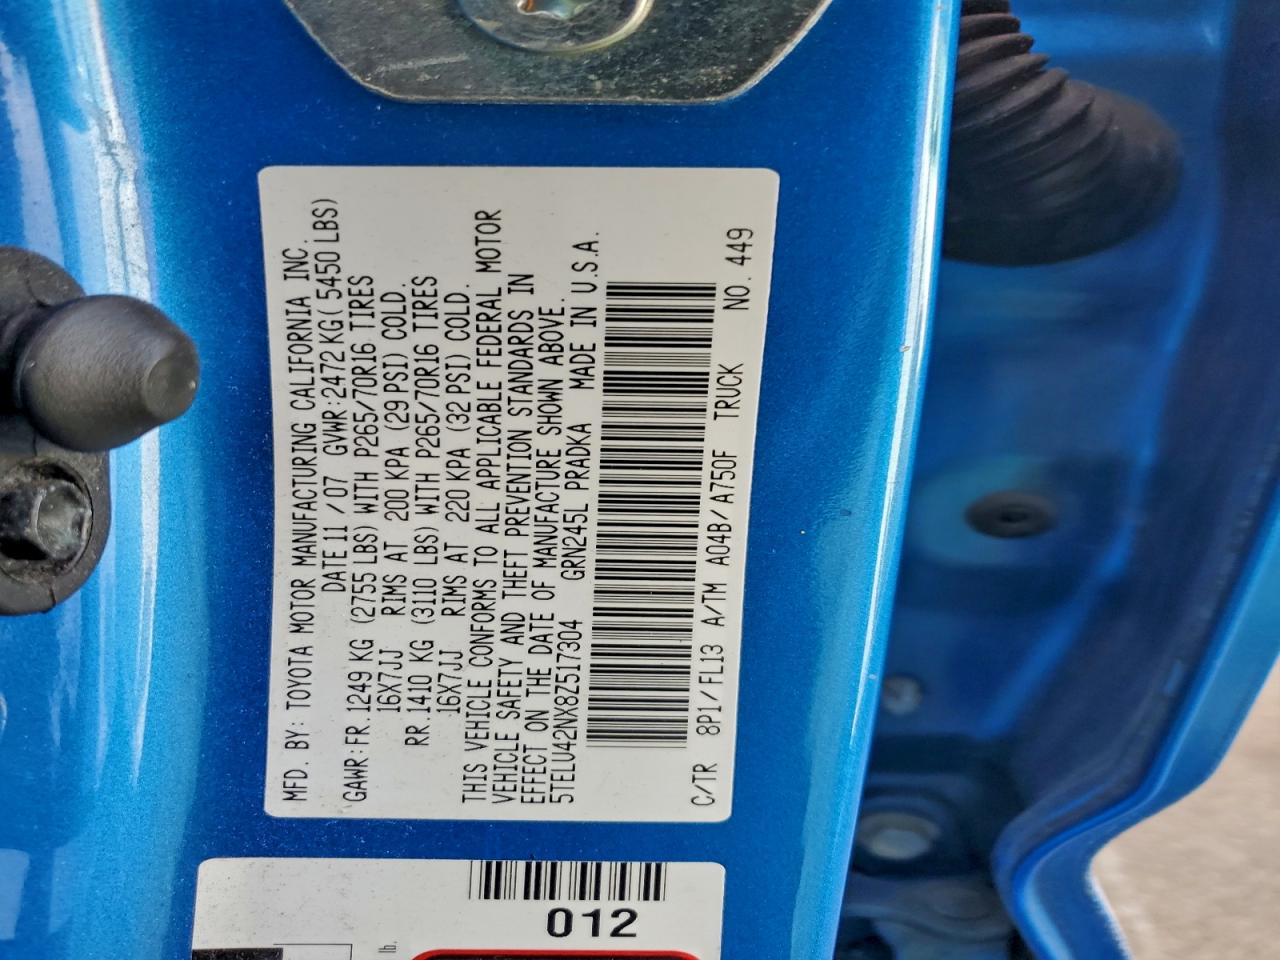 MFD. BY: TOYOTA MOTOR MANUFACTURING CALIFORNIA INC.
DATE 11 / 07 GVWR:2472 KG( 5450 LBS)
GAWR:FR.1249 KG (2755 LBS) WITH P265/70R16 TIRES
16X7JJ RIMS AT 200 KPA (29 PSI) COLD.
RR.1410 KG (3110 LBS) WITH P265/70R16 TIRES
16X7JJ RIMS AT 220 KPA (32 PSI) COLD.
THIS VEHICLE CONFORMS TO ALL APPLICABLE FEDERAL MOTOR
VEHICLE SAFETY AND THEFT PREVENTION STANDARDS IN
EFFECT ON THE DATE OF MANUFACTURE SHOWN ABOVE.
5TELU42NX8Z517304 GRN245L PRADKA MADE IN U.S.A.
C/TR 8P1/FL13 A/TM A04B/A750F TRUCK NO. 449
012
lb.